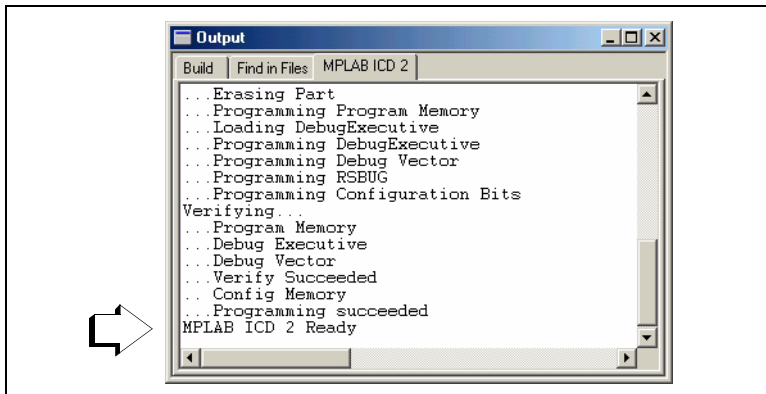 Output
Build Find in Files MPLAB ICD 2
...Erasing Part
...Programming Program Memory
...Loading DebugExecutive
...Programming DebugExecutive
...Programming Debug Vector
...Programming RSBUG
...Programming Configuration Bits
Verifying...
...Program Memory
...Debug Executive
...Debug Vector
...Verify Succeeded
.. Config Memory
...Programming succeeded
MPLAB ICD 2 Ready